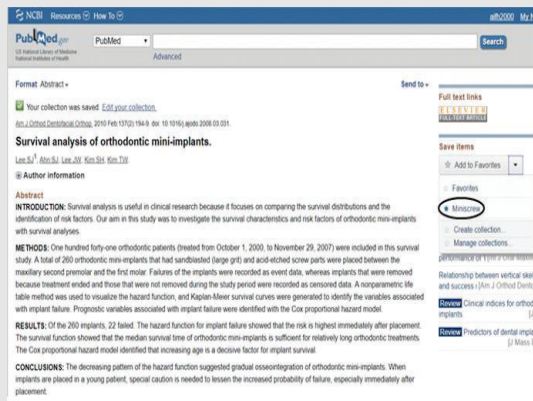 NCBI Resources How To alfh2000 My N
PubMed.gov PubMed Search
US National Library of Medicine
National Institutes of Health
Advanced
Format: Abstract Send to
Your collection was saved. Edit your collection.
Full text links
ELSEVIER
FULL-TEXT ARTICLE
Am J Orthod Dentofacial Orthop. 2010 Feb;137(2):194-9. doi: 10.1016/j.ajodo.2008.03.031.
Survival analysis of orthodontic mini-implants.
Lee SJ1, Ahn SJ, Lee JW, Kim SH, Kim TW.
Author information
Save items
Add to Favorites
Favorites
Miniscrew
Create collection...
Manage collections...
Abstract
INTRODUCTION: Survival analysis is useful in clinical research because it focuses on comparing the survival distributions and the
identification of risk factors. Our aim in this study was to investigate the survival characteristics and risk factors of orthodontic mini-implants
with survival analyses.
METHODS: One hundred forty-one orthodontic patients (treated from October 1, 2000, to November 29, 2007) were included in this survival
study. A total of 260 orthodontic mini-implants that had sandblasted (large grit) and acid-etched screw parts were placed between the
maxillary second premolar and the first molar. Failures of the implants were recorded as event data, whereas implants that were removed
because treatment ended and those that were not removed during the study period were recorded as censored data. A nonparametric life
table method was used to visualize the hazard function, and Kaplan-Meier survival curves were generated to identify the variables associated
with implant failure. Prognostic variables associated with implant failure were identified with the Cox proportional hazard model.
RESULTS: Of the 260 implants, 22 failed. The hazard function for implant failure showed that the risk is highest immediately after placement.
The survival function showed that the median survival time of orthodontic mini-implants is sufficient for relatively long orthodontic treatments.
The Cox proportional hazard model identified that increasing age is a decisive factor for implant survival.
CONCLUSIONS: The decreasing pattern of the hazard function suggested gradual osseointegration of orthodontic mini-implants. When
implants are placed in a young patient, special caution is needed to lessen the increased probability of failure, especially immediately after
placement.
Relationship between vertical skel
and success [Am J Orthod Dento
Review Clinical indices for orthod
implants
Review Predictors of dental impla
[J Mass D